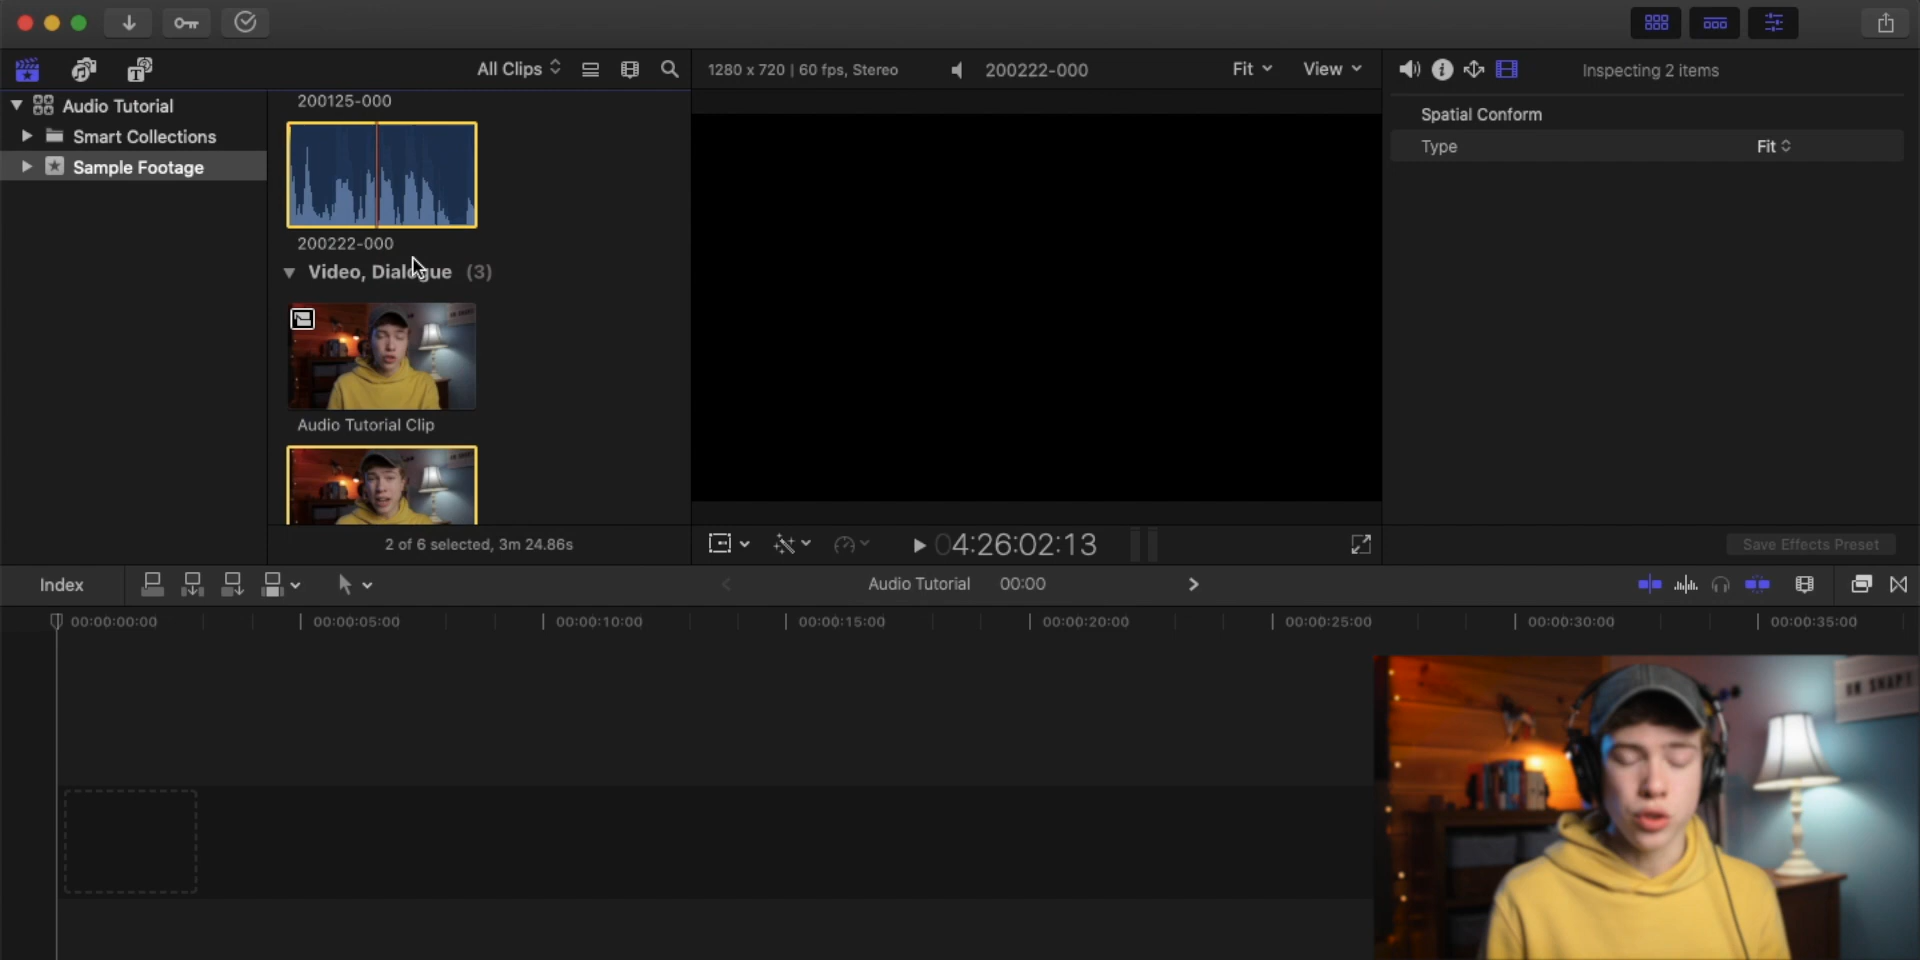 All Clips
1280 x 720 | 60 fps, Stereo
200222-000
Fit
View
Inspecting 2 items
Audio Tutorial
Smart Collections
Sample Footage
200125-000
200222-000
Video, Dialogue (3)
Audio Tutorial Clip
2 of 6 selected, 3m 24.86s
Spatial Conform
Type Fit
04:26:02:13
Save Effects Preset
Index
Audio Tutorial 00:00
00:00:00:00
00:00:05:00
00:00:10:00
00:00:15:00
00:00:20:00
00:00:25:00
00:00:30:00
00:00:35:00
OH SNAP!